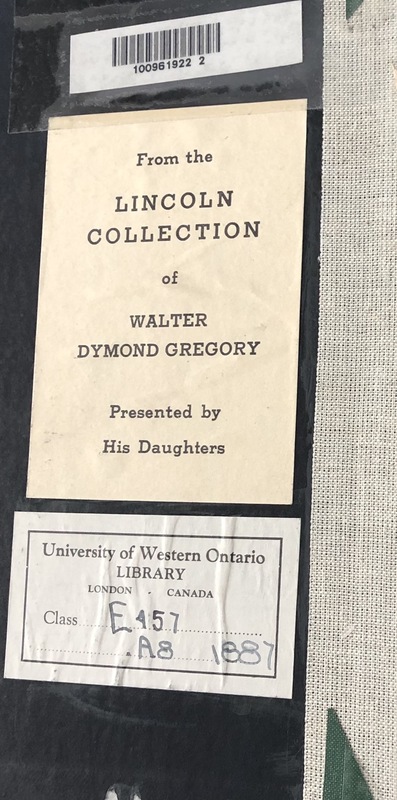 100961922 2
From the
LINCOLN
COLLECTION
of
WALTER
DYMOND GREGORY
Presented by
His Daughters
University of Western Ontario
LIBRARY
LONDON - CANADA
Class E457
.A8 1887